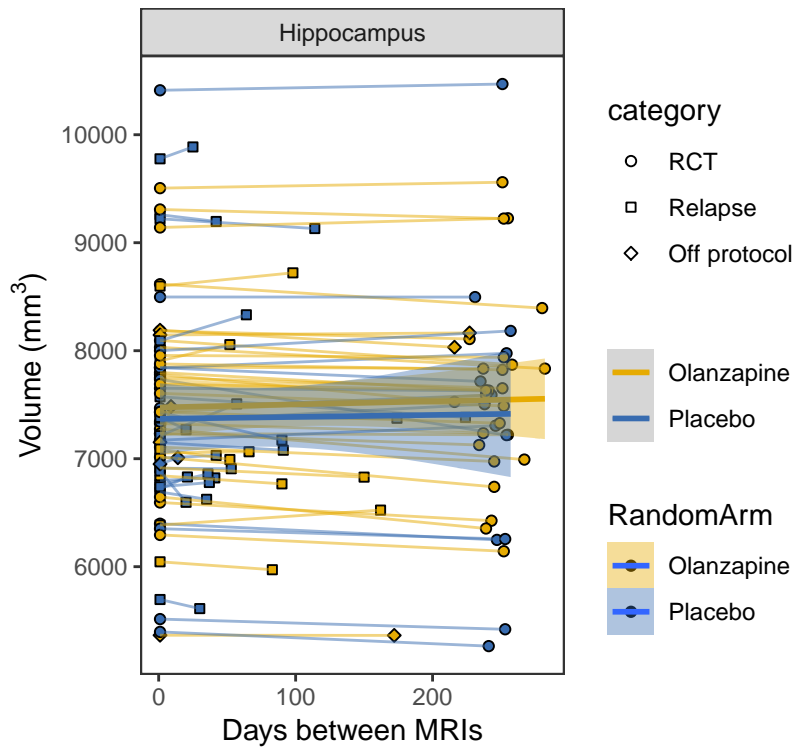 Hippocampus
10000
9000
8000
7000
6000
Volume (mm³)
0 100 200
Days between MRIs
category
RCT
Relapse
Off protocol
Olanzapine
Placebo
RandomArm
Olanzapine
Placebo